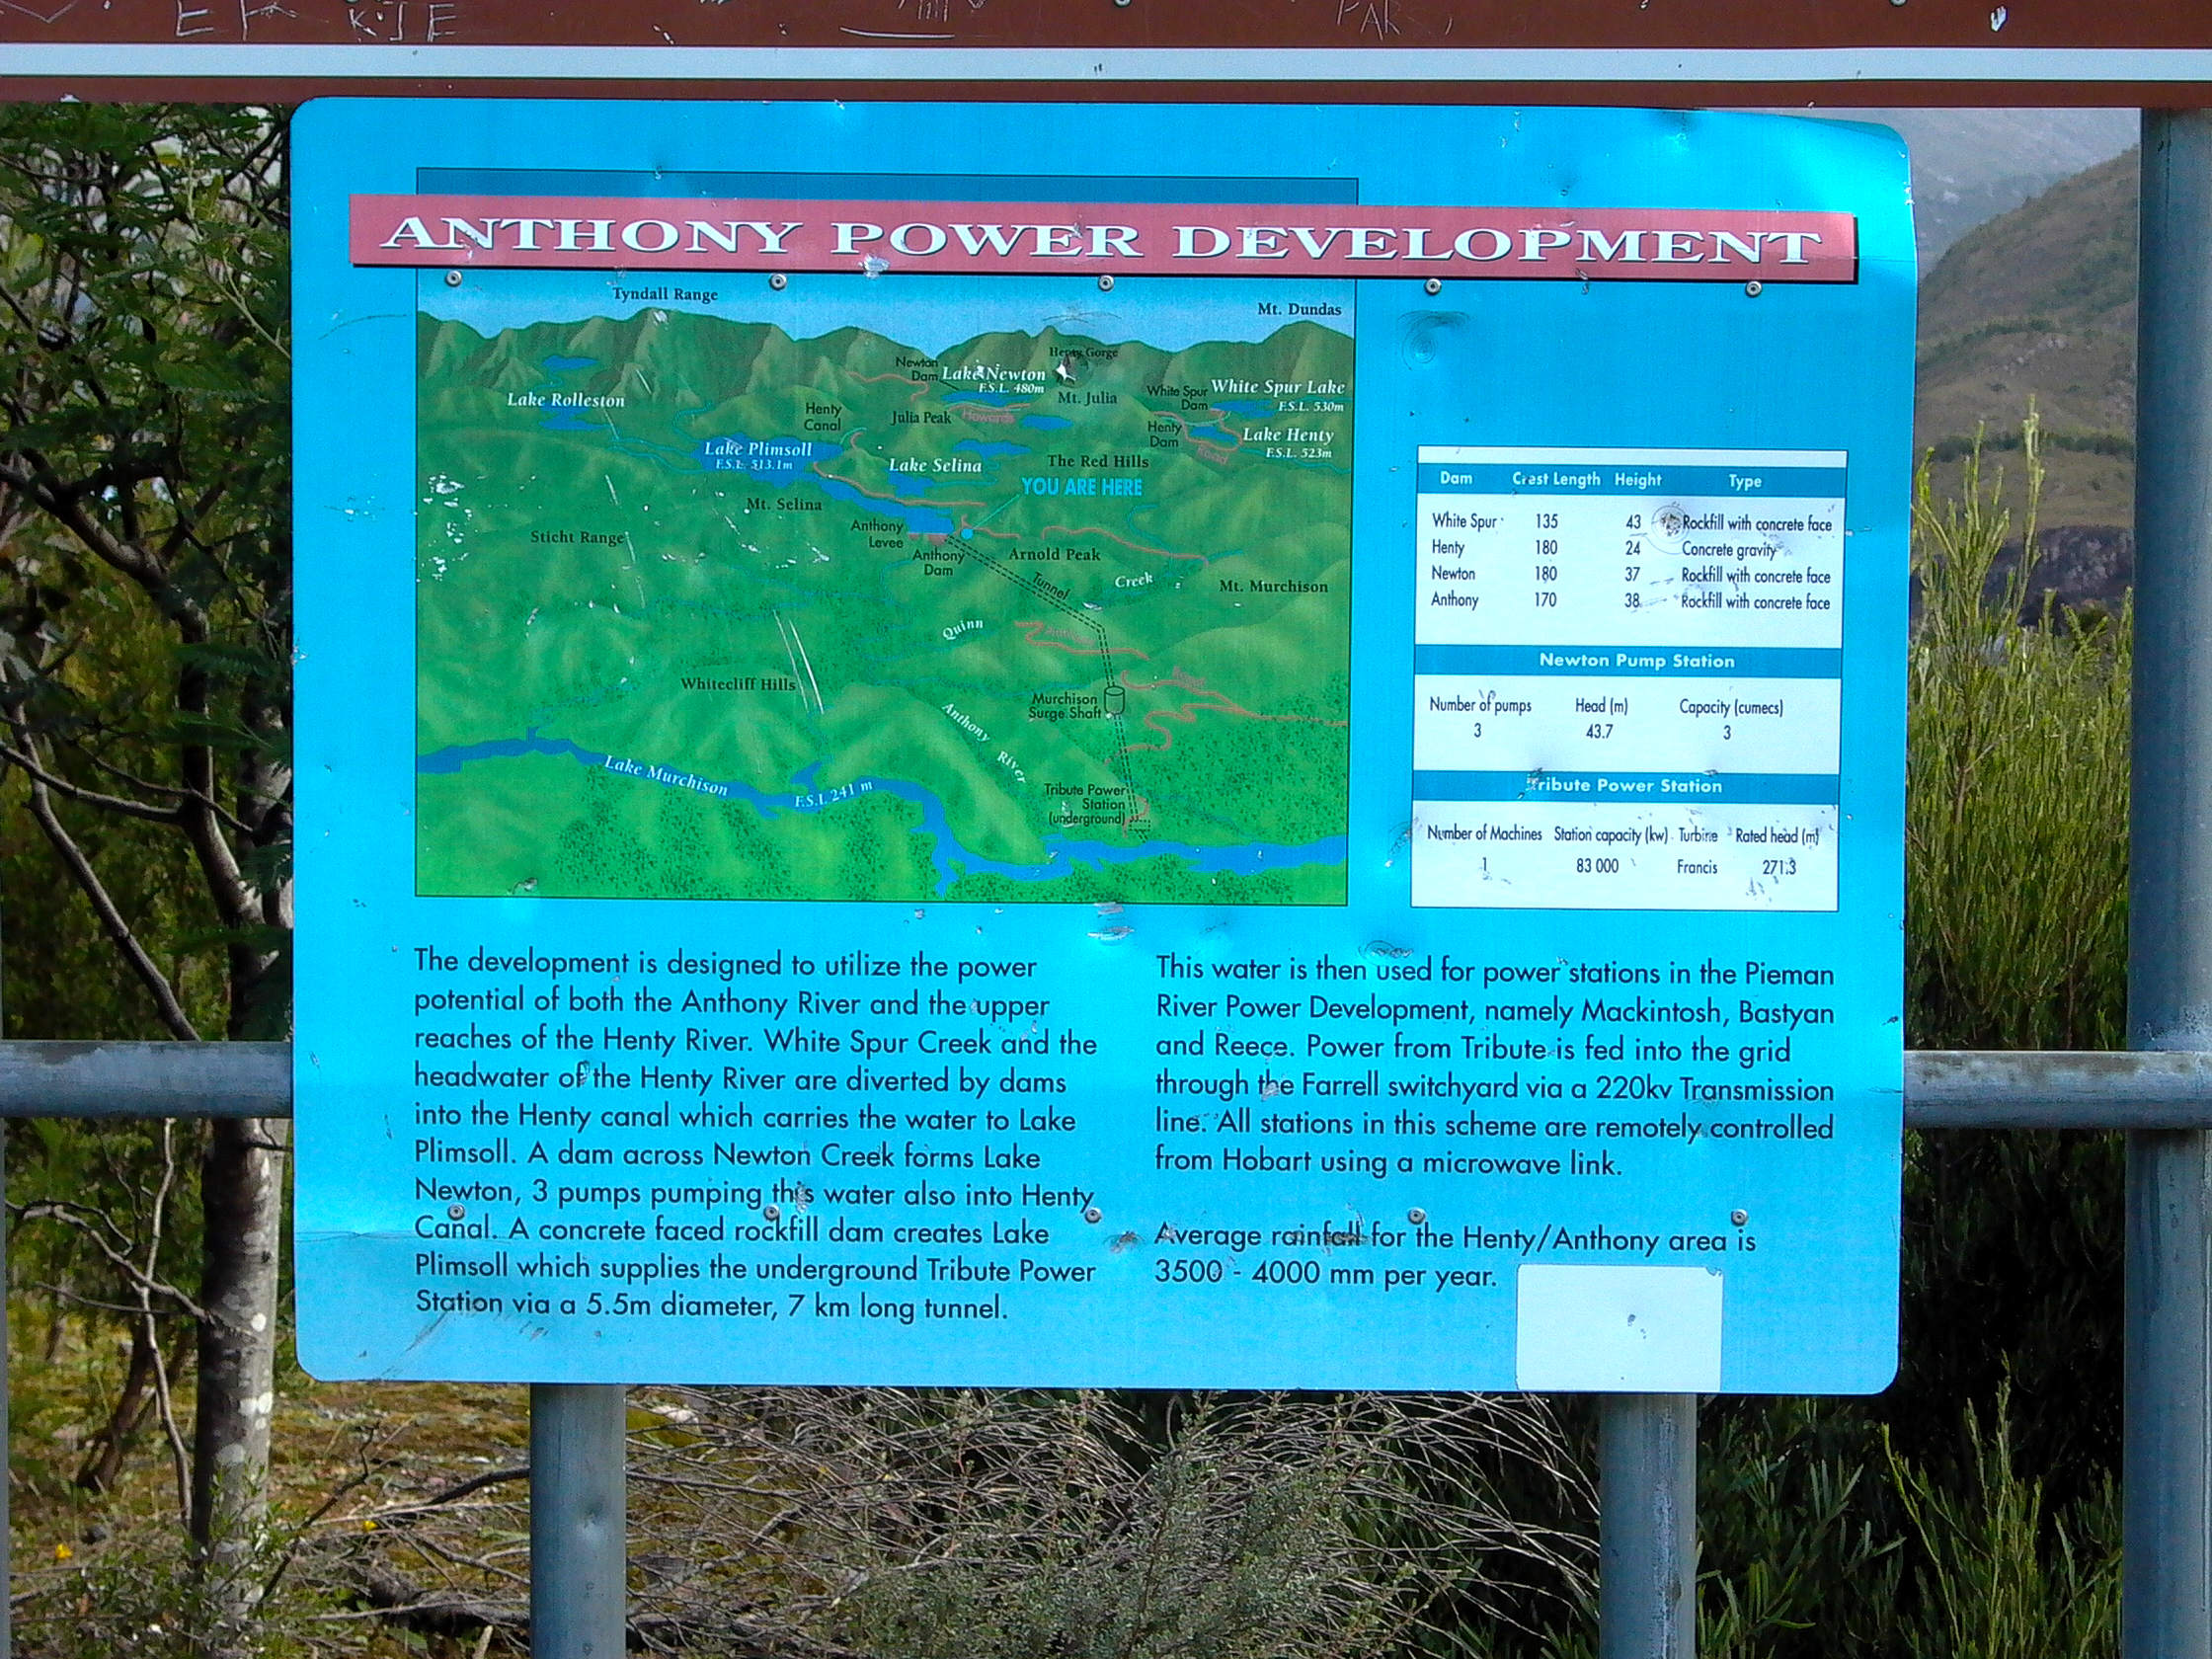 PAK
ANTHONY POWER DEVELOPMENT
Tyndall Range
Mt. Dundas
Henty Gorge
Newton
Dam
Lake Newton
F.S.L. 480m
Mt. Julia
White Spur
Dam
White Spur Lake
F.S.L. 530m
Lake Rolleston
Henty
Canal
Julia Peak
Howards
Henty
Dam
Road
Lake Henty
F.S.L. 523m
Lake Plimsoll
F.S.L. 513.1m
Lake Selina
The Red Hills
YOU ARE HERE
Mt. Selina
Sticht Range
Anthony
Levee
Anthony
Dam
Arnold Peak
Tunnel
Creek
Mt. Murchison
Quinn
Whitecliff Hills
Murchison
Surge Shaft
Anthony River
Lake Murchison
F.S.L 241 m
Tribute Power
Station
(underground)
Dam Crest Length Height Type
White Spur 135 43 Rockfill with concrete face
Henty 180 24 Concrete gravity
Newton 180 37 Rockfill with concrete face
Anthony 170 38 Rockfill with concrete face
Newton Pump Station
Number of pumps Head (m) Capacity (cumecs)
3 43.7 3
Tribute Power Station
Number of Machines Station capacity (kw) Turbine Rated head (m)
1 83 000 Francis 271.3
The development is designed to utilize the power
potential of both the Anthony River and the upper
reaches of the Henty River. White Spur Creek and the
headwater of the Henty River are diverted by dams
into the Henty canal which carries the water to Lake
Plimsoll. A dam across Newton Creek forms Lake
Newton, 3 pumps pumping this water also into Henty
Canal. A concrete faced rockfill dam creates Lake
Plimsoll which supplies the underground Tribute Power
Station via a 5.5m diameter, 7 km long tunnel.
This water is then used for power stations in the Pieman
River Power Development, namely Mackintosh, Bastyan
and Reece. Power from Tribute is fed into the grid
through the Farrell switchyard via a 220kv Transmission
line. All stations in this scheme are remotely controlled
from Hobart using a microwave link.
Average rainfall for the Henty/Anthony area is
3500 - 4000 mm per year.